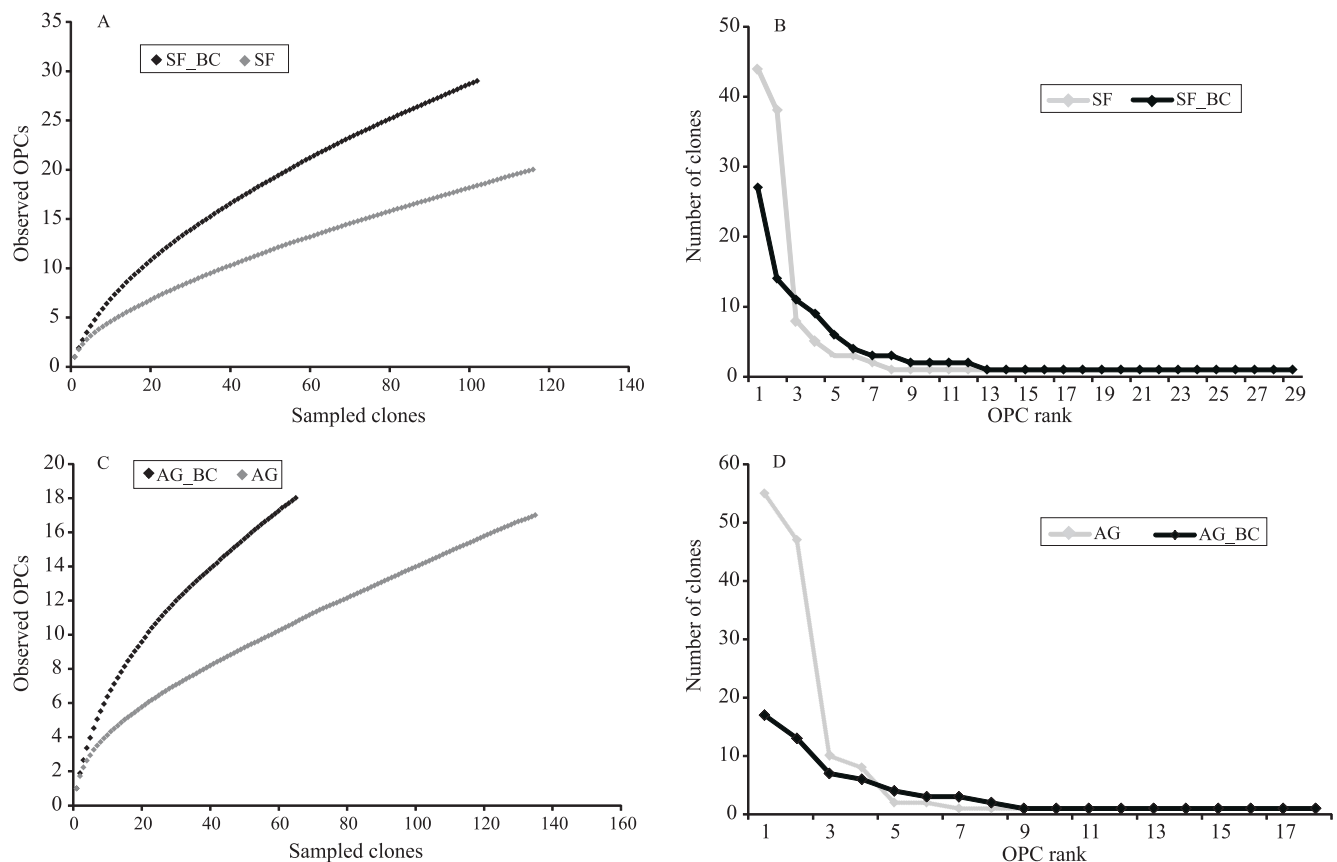 A
SF_BC SF
Observed OPCs
35
30
25
20
15
10
5
0
0 20 40 60 80 100 120 140
Sampled clones
B
SF SF_BC
Number of clones
50
40
30
20
10
0
1 3 5 7 9 11 13 15 17 19 21 23 25 27 29
OPC rank
C
AG_BC AG
Observed OPCs
20
18
16
14
12
10
8
6
4
2
0
0 20 40 60 80 100 120 140 160
Sampled clones
D
AG AG_BC
Number of clones
60
50
40
30
20
10
0
1 3 5 7 9 11 13 15 17
OPC rank